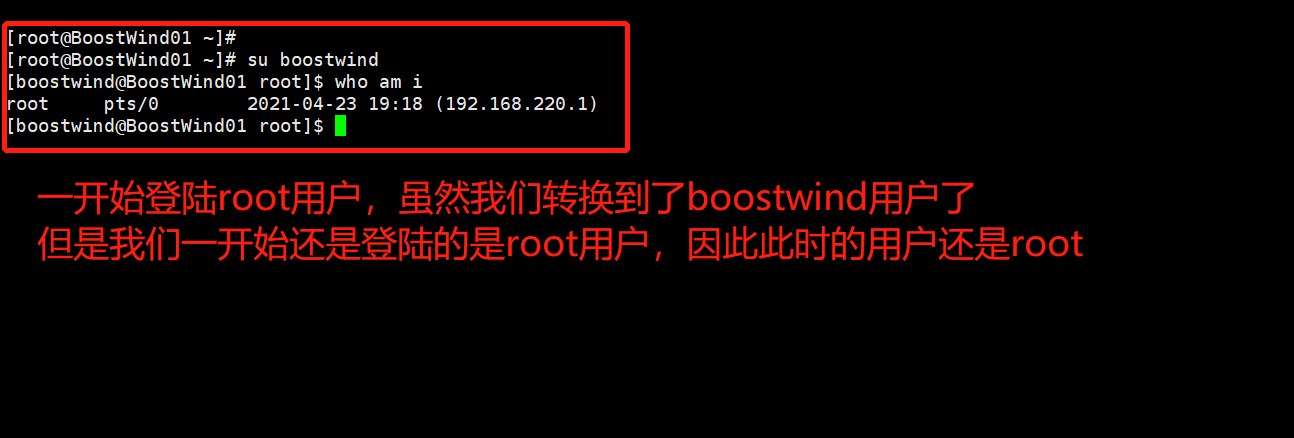 [root@BoostWind01 ~]#
[root@BoostWind01 ~]# su boostwind
[boostwind@BoostWind01 root]$ who am i
root     pts/0        2021-04-23 19:18 (192.168.220.1)
[boostwind@BoostWind01 root]$
一开始登陆root用户，虽然我们转换到了boostwind用户了
但是我们一开始还是登陆的是root用户，因此此时的用户还是root